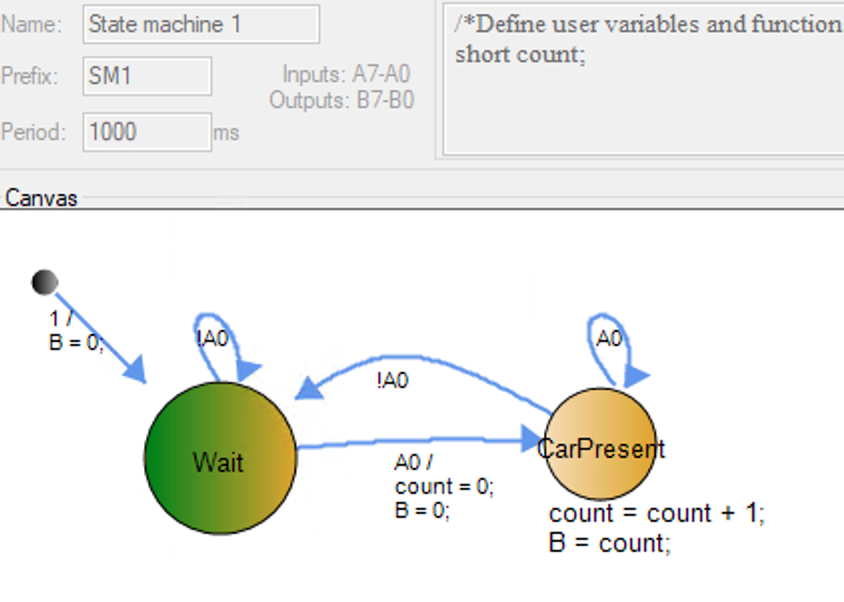 Name: State machine 1
Prefix: SM1
Period: 1000 ms
Inputs: A7-A0
Outputs: B7-B0
/*Define user variables and function
short count;
Canvas
1 /
B = 0;
!A0
!A0
A0
Wait
CarPresent
A0 /
count = 0;
B = 0;
count = count + 1;
B = count;